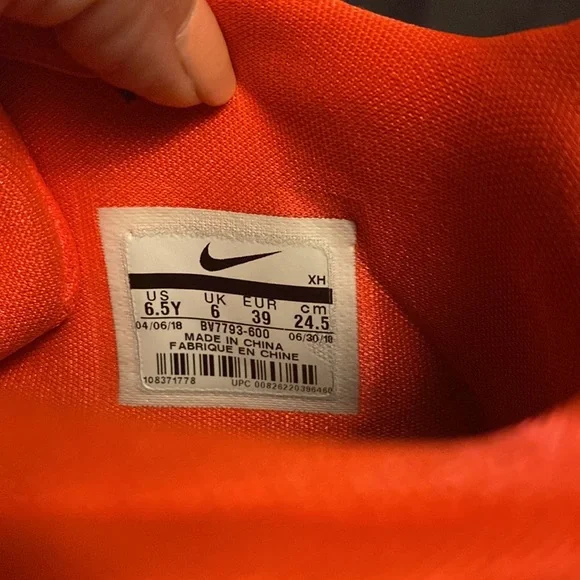 XH
US UK EUR cm
6.5Y 6 39 24.5
04/06/18 BV7793-600 06/30/18
MADE IN CHINA
FABRIQUE EN CHINE
108371778 UPC